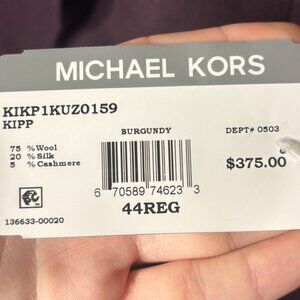 MICHAEL KORS
KIKP1KUZ0159
KIPP
BURGUNDY
DEPT# 0503
75 % Wool
20 % Silk
5 % Cashmere
$375.00
6 70589 74623 3
44REG
136633-00020